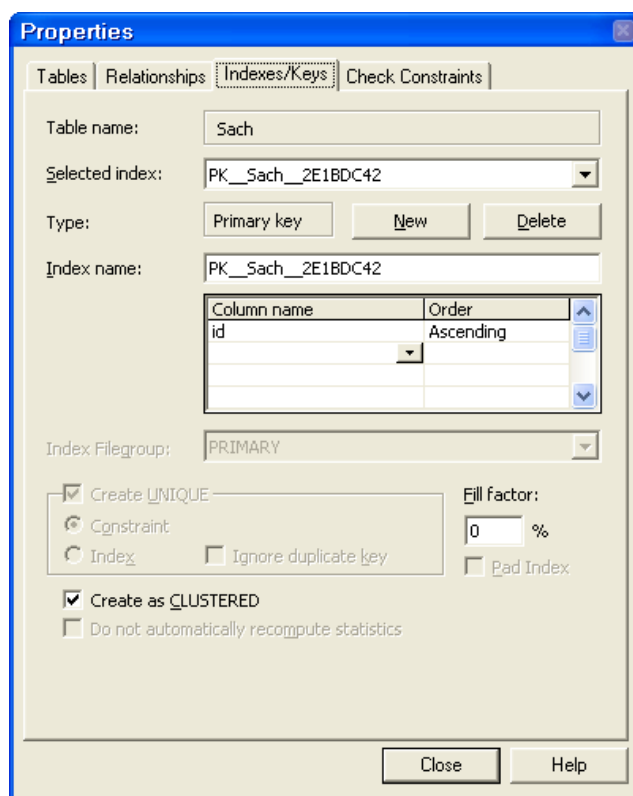 Properties
Tables Relationships Indexes/Keys Check Constraints
Table name: Sach
Selected index: PK__Sach__2E1BDC42
Type: Primary key New Delete
Index name: PK__Sach__2E1BDC42
Column name Order
id Ascending
Index Filegroup: PRIMARY
Create UNIQUE Fill factor:
Constraint 0 %
Index Ignore duplicate key Pad Index
Create as CLUSTERED
Do not automatically recompute statistics
Close Help